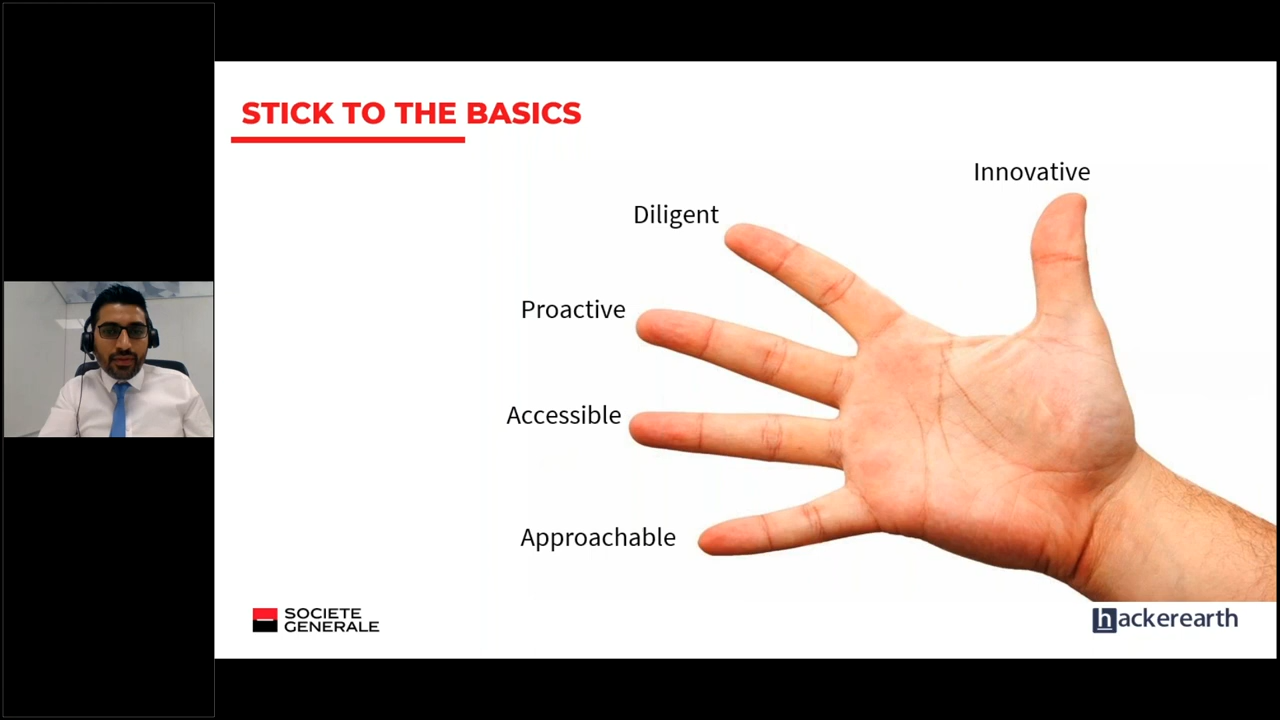 STICK TO THE BASICS
Innovative
Diligent
Proactive
Accessible
Approachable
SOCIETE
GENERALE
hackerearth